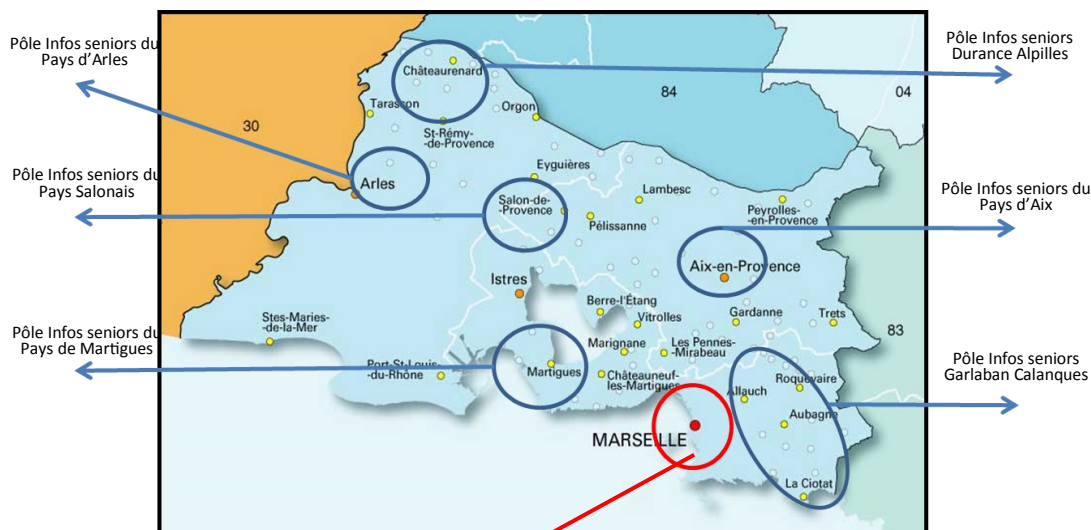 Pôle Infos seniors du
Pays d'Arles
Pôle Infos seniors
Durance Alpilles
Châteaurenard
84
04
Tarascon
Orgon
30
St-Rémy-
-de-Provence
Eyguières
Pôle Infos seniors du
Pays Salonais
Arles
Lambesc
Pôle Infos seniors du
Pays d'Aix
Salon-de-
-Provence
Pélissanne
Peyrolles-
-en-Provence
Aix-en-Provence
Istres
Berre-l'Étang
Vitrolles
Gardanne
Trets
Stes-Maries-
-de-la-Mer
83
Pôle Infos seniors du
Pays de Martigues
Marignane
Les Pennes-
-Mirabeau
Pôle Infos seniors
Garlaban Calanques
Port-St-Louis
-du-Rhône
Martigues
Châteauneuf-
-les-Martigues
Allauch
Roquevaire
Aubagne
MARSEILLE
La Ciotat